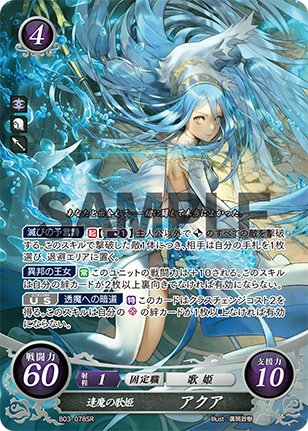 4
SAMPLE
あなたと出会えて…一緒に闘えて本当によかった。
滅びの予言詩 起 [ 1] 主人公以外で のすべての敵を撃破
する。このスキルで撃破した敵1体につき、相手は自分の手札を1枚
選び、退避エリアに置く。
異邦の王女 常 このユニットの戦闘力は+10される。このスキル
は自分の絆カードが2枚以上裏向きでなければ有効にならない。
US 透魔への暗道 特 このカードはクラスチェンジコスト2を
得る。このスキルは自分の の絆カードが1枚以上なければ有効
にならない。
戦闘力
60
射程 1 固定職 歌姫
支援力
10
透魔の歌姫 アクア
B03-078SR
Illust.:廣岡政樹